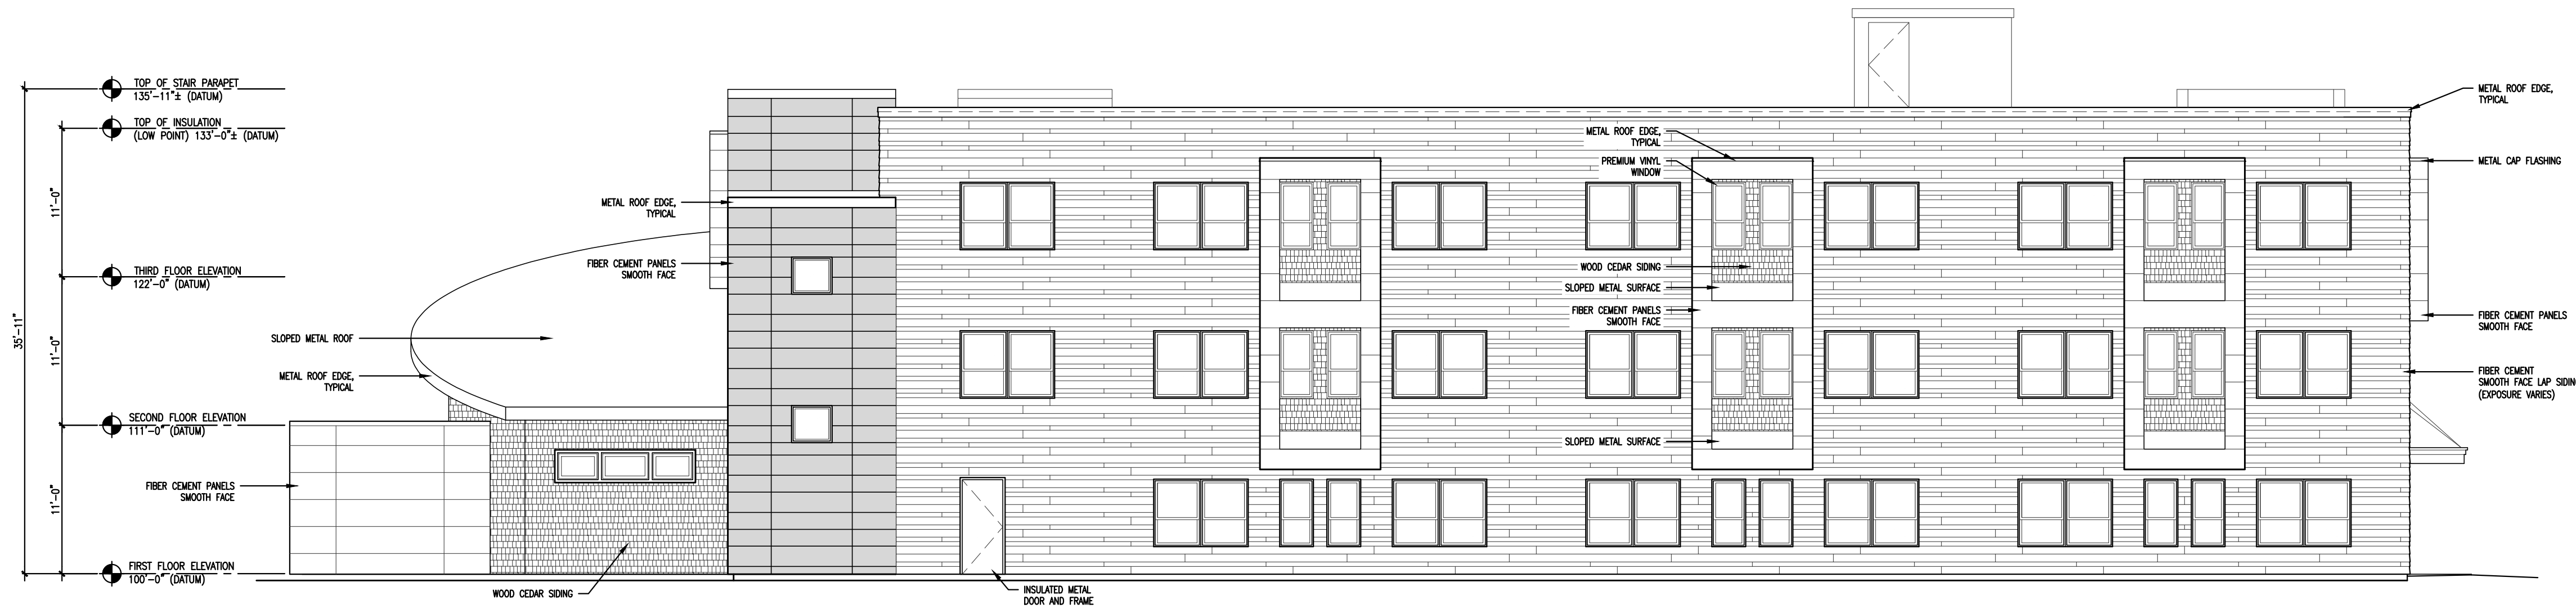 TOP OF STAIR PARAPET
135'-11"± (DATUM)
TOP OF INSULATION
(LOW POINT) 133'-0"± (DATUM)
THIRD FLOOR ELEVATION
122'-0" (DATUM)
SECOND FLOOR ELEVATION
111'-0" (DATUM)
FIRST FLOOR ELEVATION
100'-0" (DATUM)
35'-11"
11'-0"
11'-0"
11'-0"
SLOPED METAL ROOF
METAL ROOF EDGE,
TYPICAL
FIBER CEMENT PANELS
SMOOTH FACE
WOOD CEDAR SIDING
METAL ROOF EDGE,
TYPICAL
FIBER CEMENT PANELS
SMOOTH FACE
INSULATED METAL
DOOR AND FRAME
METAL ROOF EDGE,
TYPICAL
PREMIUM VINYL
WINDOW
WOOD CEDAR SIDING
SLOPED METAL SURFACE
FIBER CEMENT PANELS
SMOOTH FACE
SLOPED METAL SURFACE
METAL ROOF EDGE,
TYPICAL
METAL CAP FLASHING
FIBER CEMENT PANELS
SMOOTH FACE
FIBER CEMENT
SMOOTH FACE LAP SIDING
(EXPOSURE VARIES)